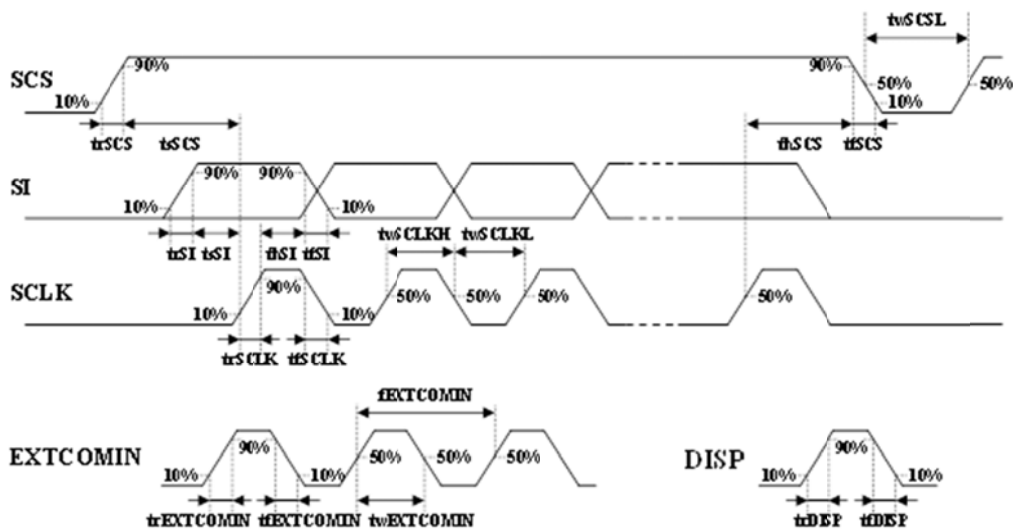 twSCSL
SCS
90%
90%
50%
50%
10%
10%
trSCS
tsSCS
thSCS
tfSCS
SI
90%
90%
10%
10%
trSI
tsSI
thSI
tfSI
twSCLKH
twSCLKL
SCLK
90%
50%
50%
50%
50%
10%
10%
trSCLK
tfSCLK
fEXTCOMIN
EXTCOMIN
90%
50%
50%
50%
10%
10%
trEXTCOMIN
tfEXTCOMIN
twEXTCOMIN
DISP
90%
10%
10%
trDISP
tfDISP